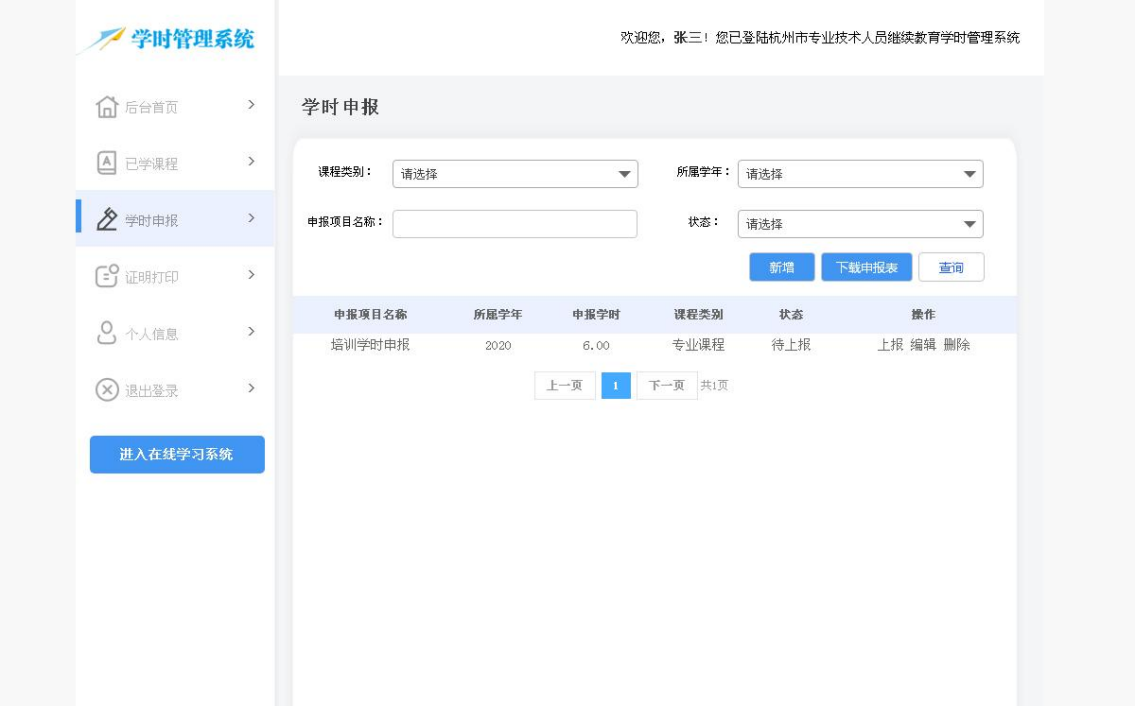 学时管理系统
欢迎您，张三！您已登陆杭州市专业技术人员继续教育学时管理系统
后台首页
已学课程
学时申报
证明打印
个人信息
退出登录
进入在线学习系统
学时申报
课程类别： 请选择 所属学年： 请选择
申报项目名称： 状态： 请选择
新增 下载申报表 查询
申报项目名称 所属学年 申报学时 课程类别 状态 操作
培训学时申报 2020 6.00 专业课程 待上报 上报 编辑 删除
上一页 1 下一页 共1页